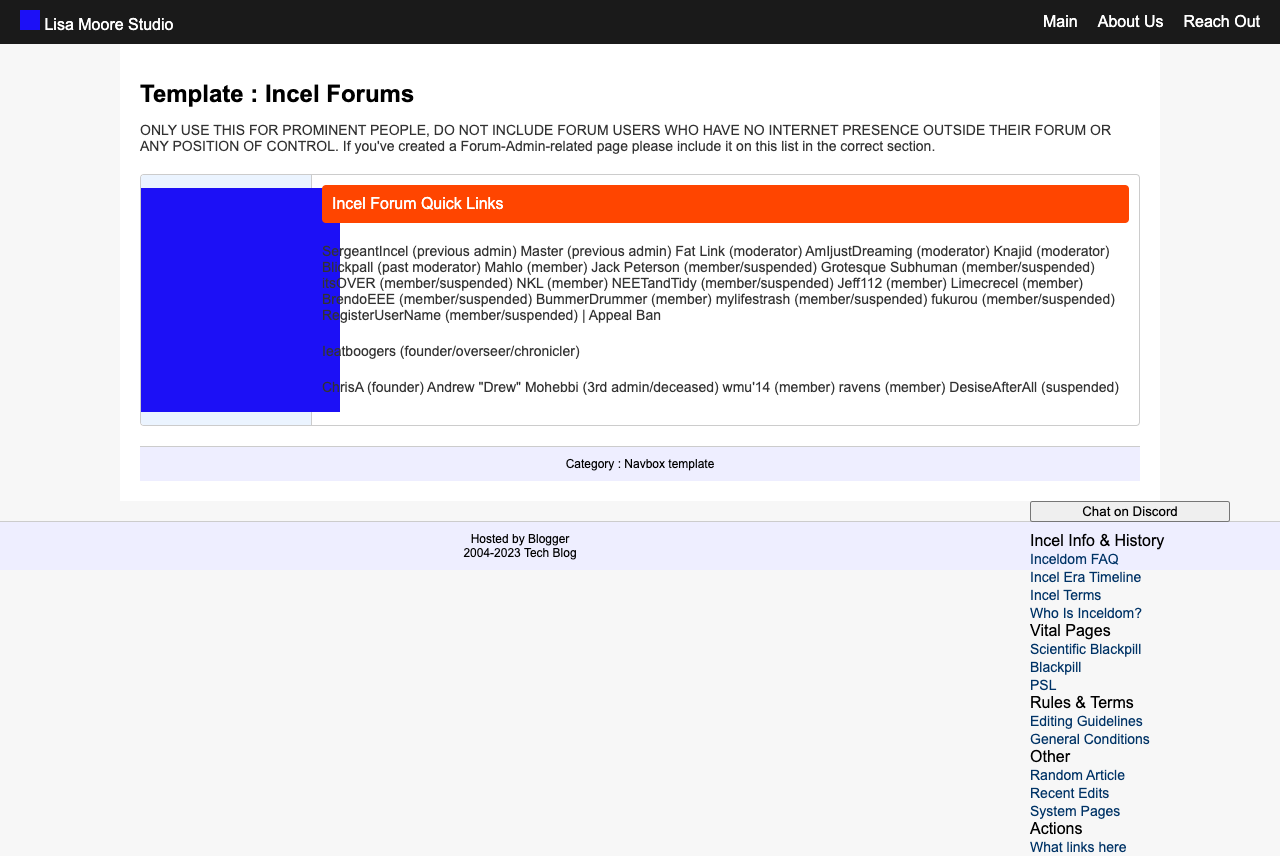 Lisa Moore Studio
Main
About Us
Reach Out
Template : Incel Forums
ONLY USE THIS FOR PROMINENT PEOPLE, DO NOT INCLUDE FORUM USERS WHO HAVE NO INTERNET PRESENCE OUTSIDE THEIR FORUM OR
ANY POSITION OF CONTROL. If you've created a Forum-Admin-related page please include it on this list in the correct section.
Incel Forum Quick Links
SergeantIncel (previous admin) Master (previous admin) Fat Link (moderator) AmIjustDreaming (moderator) Knajid (moderator)
(past moderator) Mahlo (member) Jack Peterson (member/suspended) Grotesque Subhuman (member/suspended)
ItsOVER (member/suspended) NKL (member) NEETandTidy (member/suspended) Jeff112 (member) Limecrecel (member)
BrendoEEE (member/suspended) BummerDrummer (member) mylifestrash (member/suspended) fukurou (member/suspended)
RegisterUserName (member/suspended) | Appeal Ban
(founder/overseer/chronicler)
ChrisA (founder) Andrew "Drew" Mohebbi (3rd admin/deceased) wmu'14 (member) ravens (member) DesiseAfterAll (suspended)
Category : Navbox template
Chat on Discord
Hosted by Blogger
2004-2023 Tech Blog
Incel Info & History
Inceldom FAQ
Incel Era Timeline
Incel Terms
Who Is Inceldom?
Vital Pages
Scientific Blackpill
Blackpill
PSL
Rules & Terms
Editing Guidelines
General Conditions
Other
Random Article
Recent Edits
System Pages
Actions
What links here